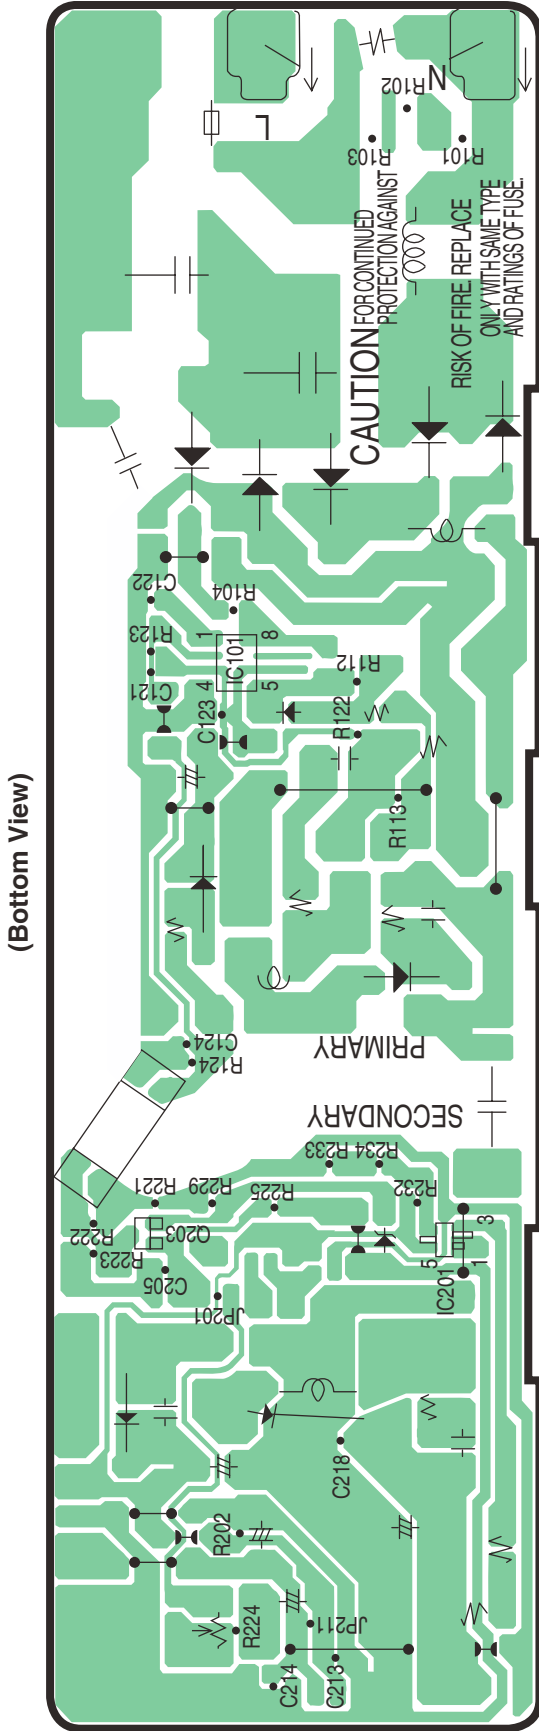 (Bottom View)
L
N
R102
R103
R101
CAUTION FOR CONTINUED
PROTECTION AGAINST
RISK OF FIRE. REPLACE
ONLY WITH SAME TYPE
AND RATINGS OF FUSE.
C122
R104
R123
1
8
IC101
C121
4
5
R112
C123
R122
R113
C124
R124
PRIMARY
SECONDARY
R233
R234
R221
R229
R225
R232
R222
R223
Q203
C205
3
5
1
IC201
JP201
C218
R202
R224
JP211
C214
C213